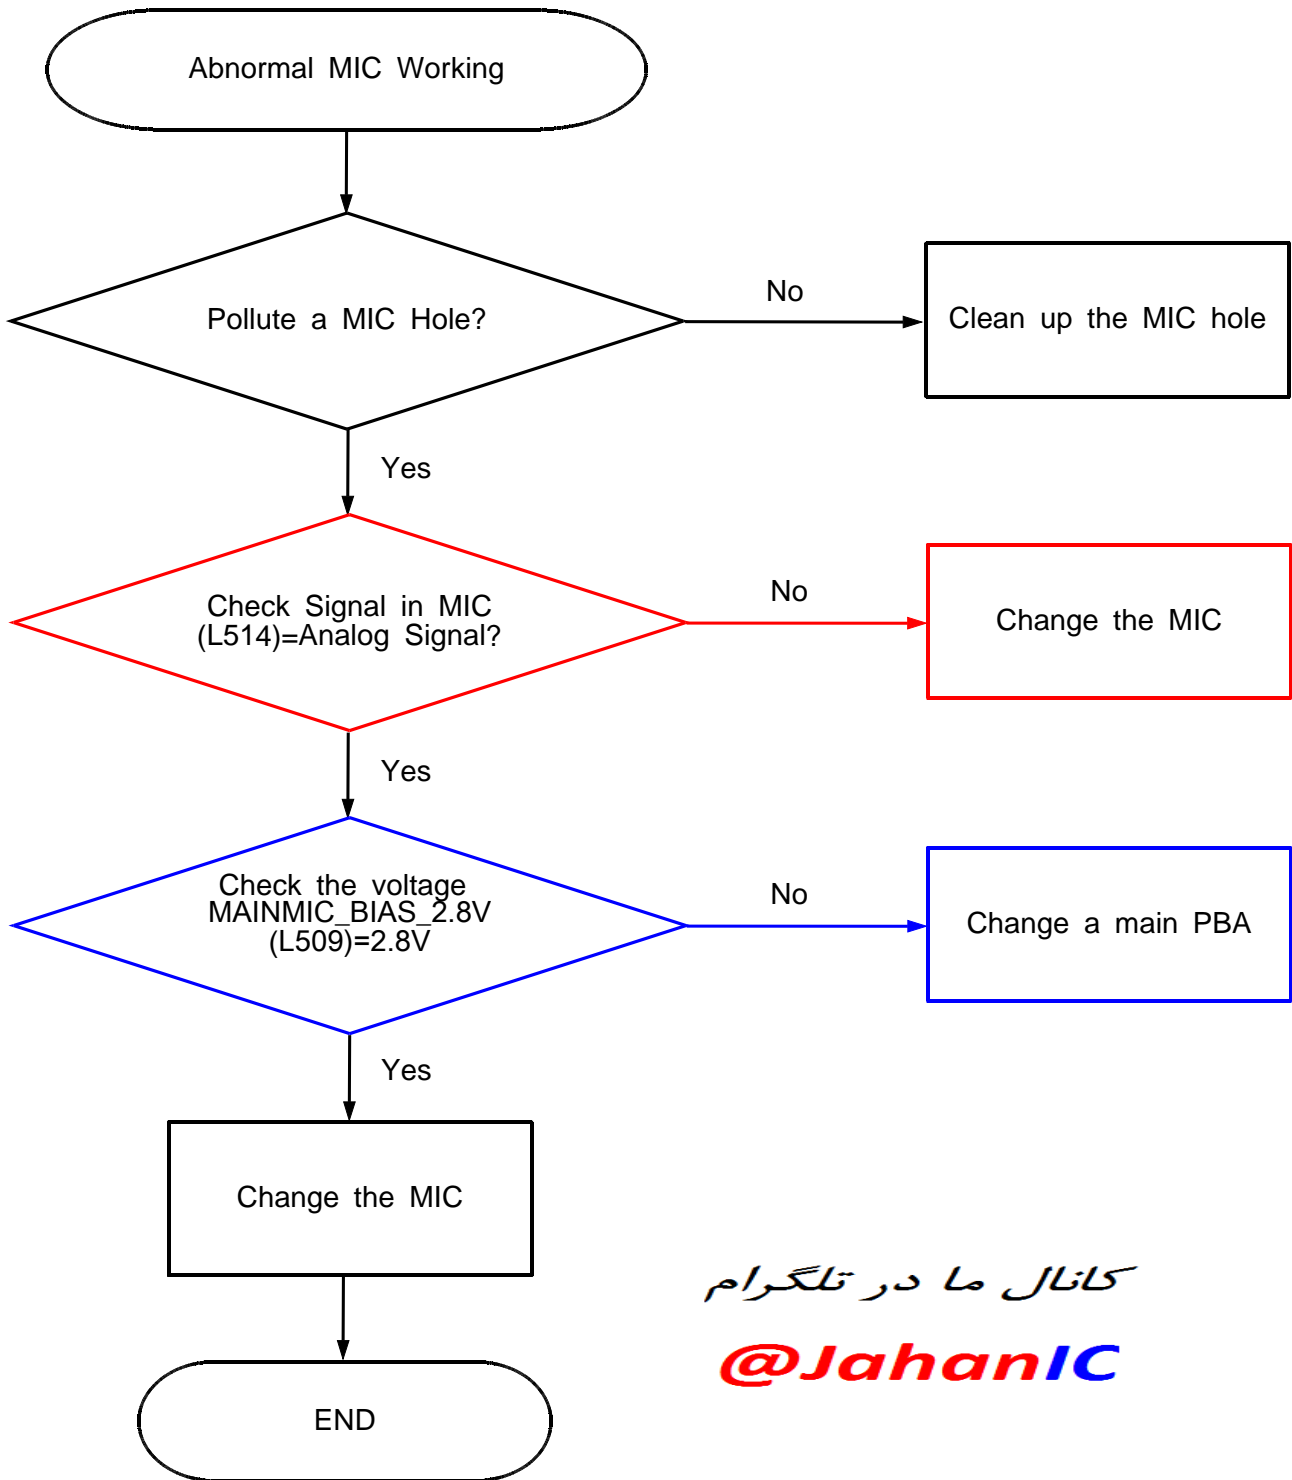 Abnormal MIC Working
Pollute a MIC Hole?
No
Clean up the MIC hole
Yes
Check Signal in MIC
(L514)=Analog Signal?
No
Change the MIC
Yes
Check the voltage
MAINMIC_BIAS_2.8V
(L509)=2.8V
No
Change a main PBA
Yes
Change the MIC
کانال ما در تلگرام
@JahanIC
END